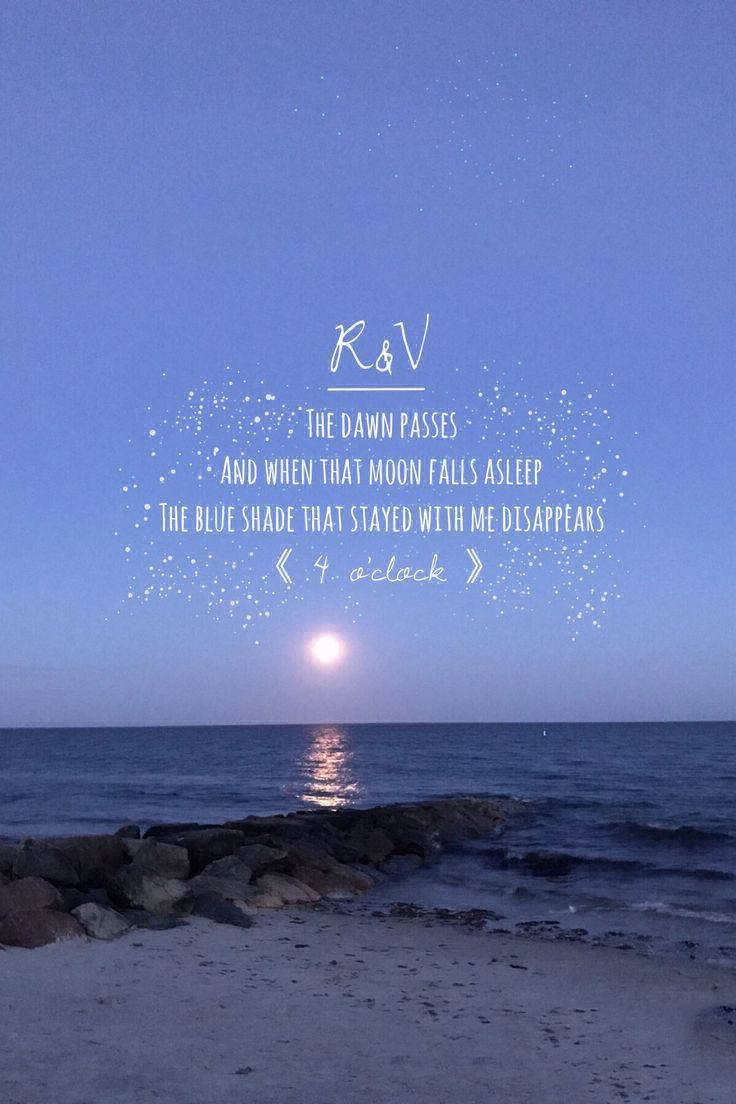 R&V
The dawn passes
And when that moon falls asleep
The blue shade that stayed with me disappears
《 4 o'clock 》